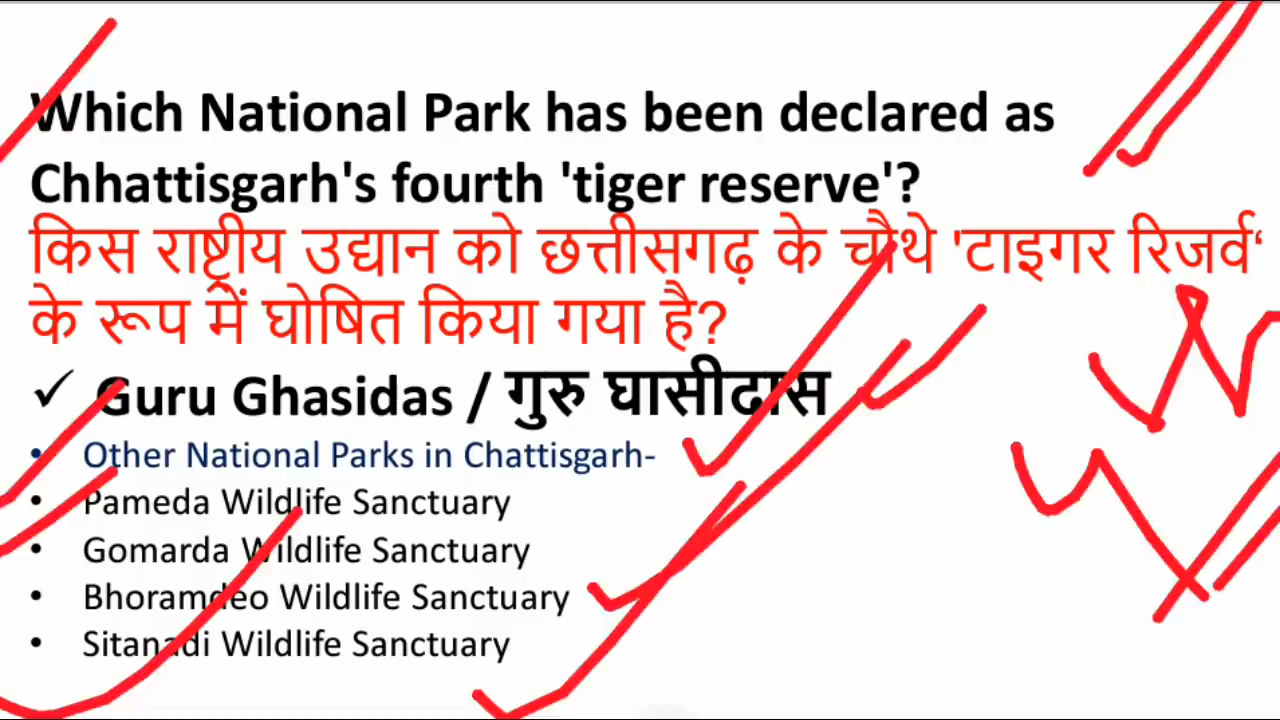 Which National Park has been declared as
Chhattisgarh's fourth 'tiger reserve'?
किस राष्ट्रीय उद्यान को छत्तीसगढ़ के चौथे 'टाइगर रिजर्व‘
के रूप में घोषित किया गया है?
✓ Guru Ghasidas / गुरु घासीदास
• Other National Parks in Chattisgarh-
• Pameda Wildlife Sanctuary
• Gomarda Wildlife Sanctuary
• Bhoramdeo Wildlife Sanctuary
• Sitanadi Wildlife Sanctuary